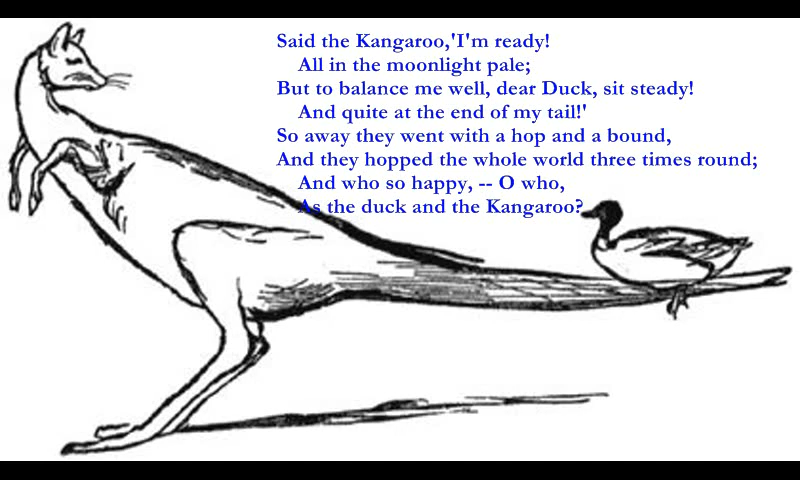 Said the Kangaroo,'I'm ready!
All in the moonlight pale;
But to balance me well, dear Duck, sit steady!
And quite at the end of my tail!'
So away they went with a hop and a bound,
And they hopped the whole world three times round;
And who so happy, -- O who,
As the duck and the Kangaroo?